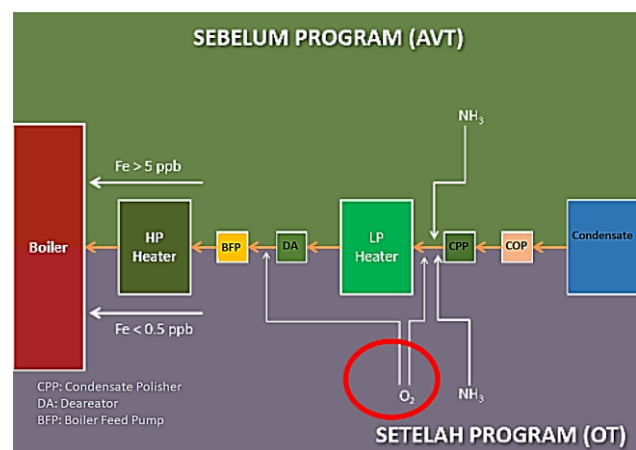 SEBELUM PROGRAM (AVT)
NH3
Fe > 5 ppb
Boiler
HP
Heater
BFP
DA
LP
Heater
CPP
COP
Condensate
Fe < 0.5 ppb
CPP: Condensate Polisher
DA: Deareator
BFP: Boiler Feed Pump
O2
NH3
SETELAH PROGRAM (OT)